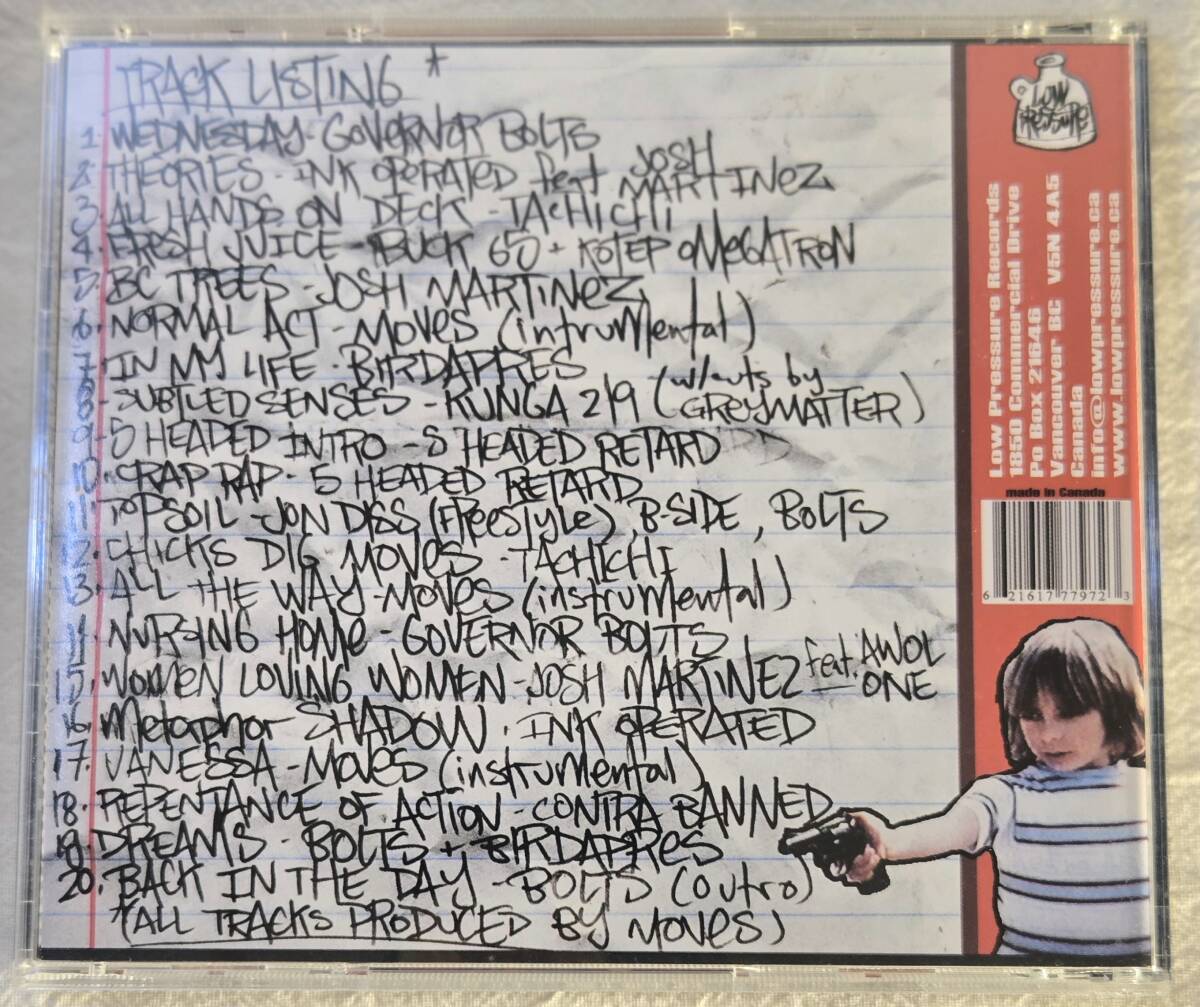 TRACK LISTING *
1 WEDNESDAY - GOVERNOR BOLTS
2 THEORIES - INK OPERATED feat JOSH MARTINEZ
3. ALL HANDS ON DECK - TACHICHI
4. FRESH JUICE - BUCK 65 + KSTEP OMEGATRON
5. BC TREES - JOSH MARTINEZ
6. NORMAL ACT - MOVES (intrumental)
7. IN MY LIFE - BIRDAPRES
8 - SUBTLED SENSES - KUNGA 219 (w/cuts by GREYMATTER)
9 - 5 HEADED INTRO - 5 HEADED RETARD
10. CRAP RAP - 5 HEADED RETARD
11. TOPSOIL - JON DISS (FREESTYLE), B-SIDE, BOLTS
12. CHICKS DIG MOVES - TACHICHI
13. ALL THE WAY - MOVES (instrumental)
14. NURSING HOME - GOVERNOR BOLTS
15. WOMEN LOVING WOMEN - JOSH MARTINEZ feat. AWOL ONE
16. Metaphor SHADOW. INK OPERATED
17. VANESSA - MOVES (instrumental)
18. REPENTANCE OF ACTION - CONTRA BANNED
19. DREAMS - BOLTS + BIRDAPRES
20. BACK IN THE DAY - BOLTS (outro)
*(ALL TRACKS PRODUCED BY MOVES)
LOW PRESSURE
Low Pressure Records
1850 Commercial Drive
Po Box 21646
Vancouver BC V5N 4A5
Canada
info@lowpressure.ca
www.lowpressure.ca
made in Canada
6 21617 77972 3